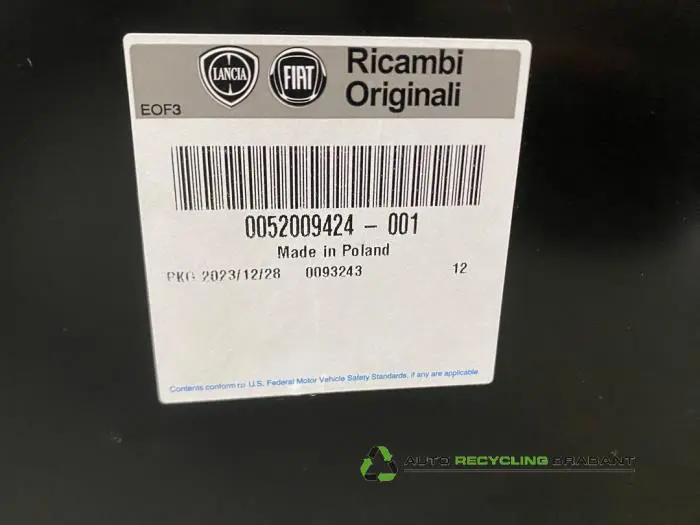 LANCIA FIAT Ricambi
Originali
EOF3
0052009424 - 001
Made in Poland
PKG 2023/12/28 0093243 12
Contents conform to U.S. Federal Motor Vehicle Safety Standards, if any are applicable
AUTO RECYCLING BRABANT